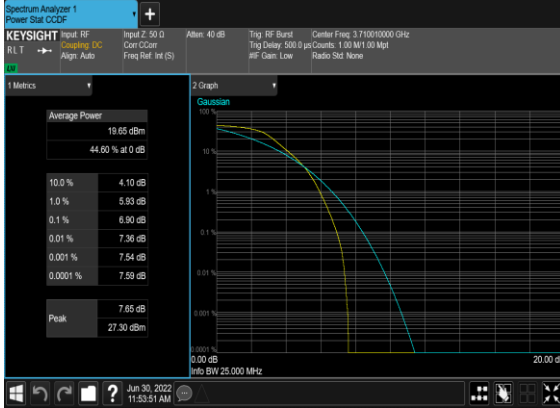 Spectrum Analyzer 1
Power Stat CCDF
+
KEYSIGHT
RLT
LU
Input: RF
Coupling: DC
Align: Auto
Input Z: 50 Ω
Corr CCorr
Freq Ref: Int (S)
Atten: 40 dB
Trig: RF Burst
Trig Delay: 500.0 µs
#IF Gain: Low
Center Freq: 3.710010000 GHz
Counts: 1.00 M/1.00 Mpt
Radio Std: None
1 Metrics
Average Power
19.65 dBm
44.60 % at 0 dB
10.0 % 4.10 dB
1.0 % 5.93 dB
0.1 % 6.90 dB
0.01 % 7.36 dB
0.001 % 7.54 dB
0.0001 % 7.59 dB
Peak
7.65 dB
27.30 dBm
2 Graph
Gaussian
100 %
10 %
1 %
0.1 %
0.01 %
0.001 %
0.0001 %
0.00 dB
20.00 d
Info BW 25.000 MHz
?
Jun 30, 2022
11:53:51 AM